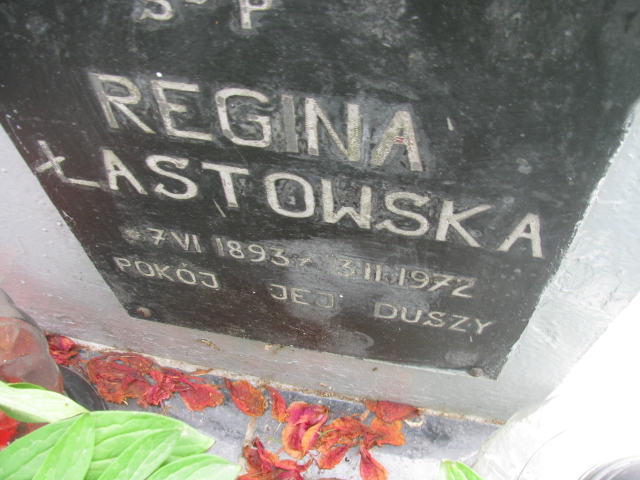 Ś P
REGINA
ŁASTOWSKA
7 VI 1893 3 II 1972
POKÓJ JEJ DUSZY